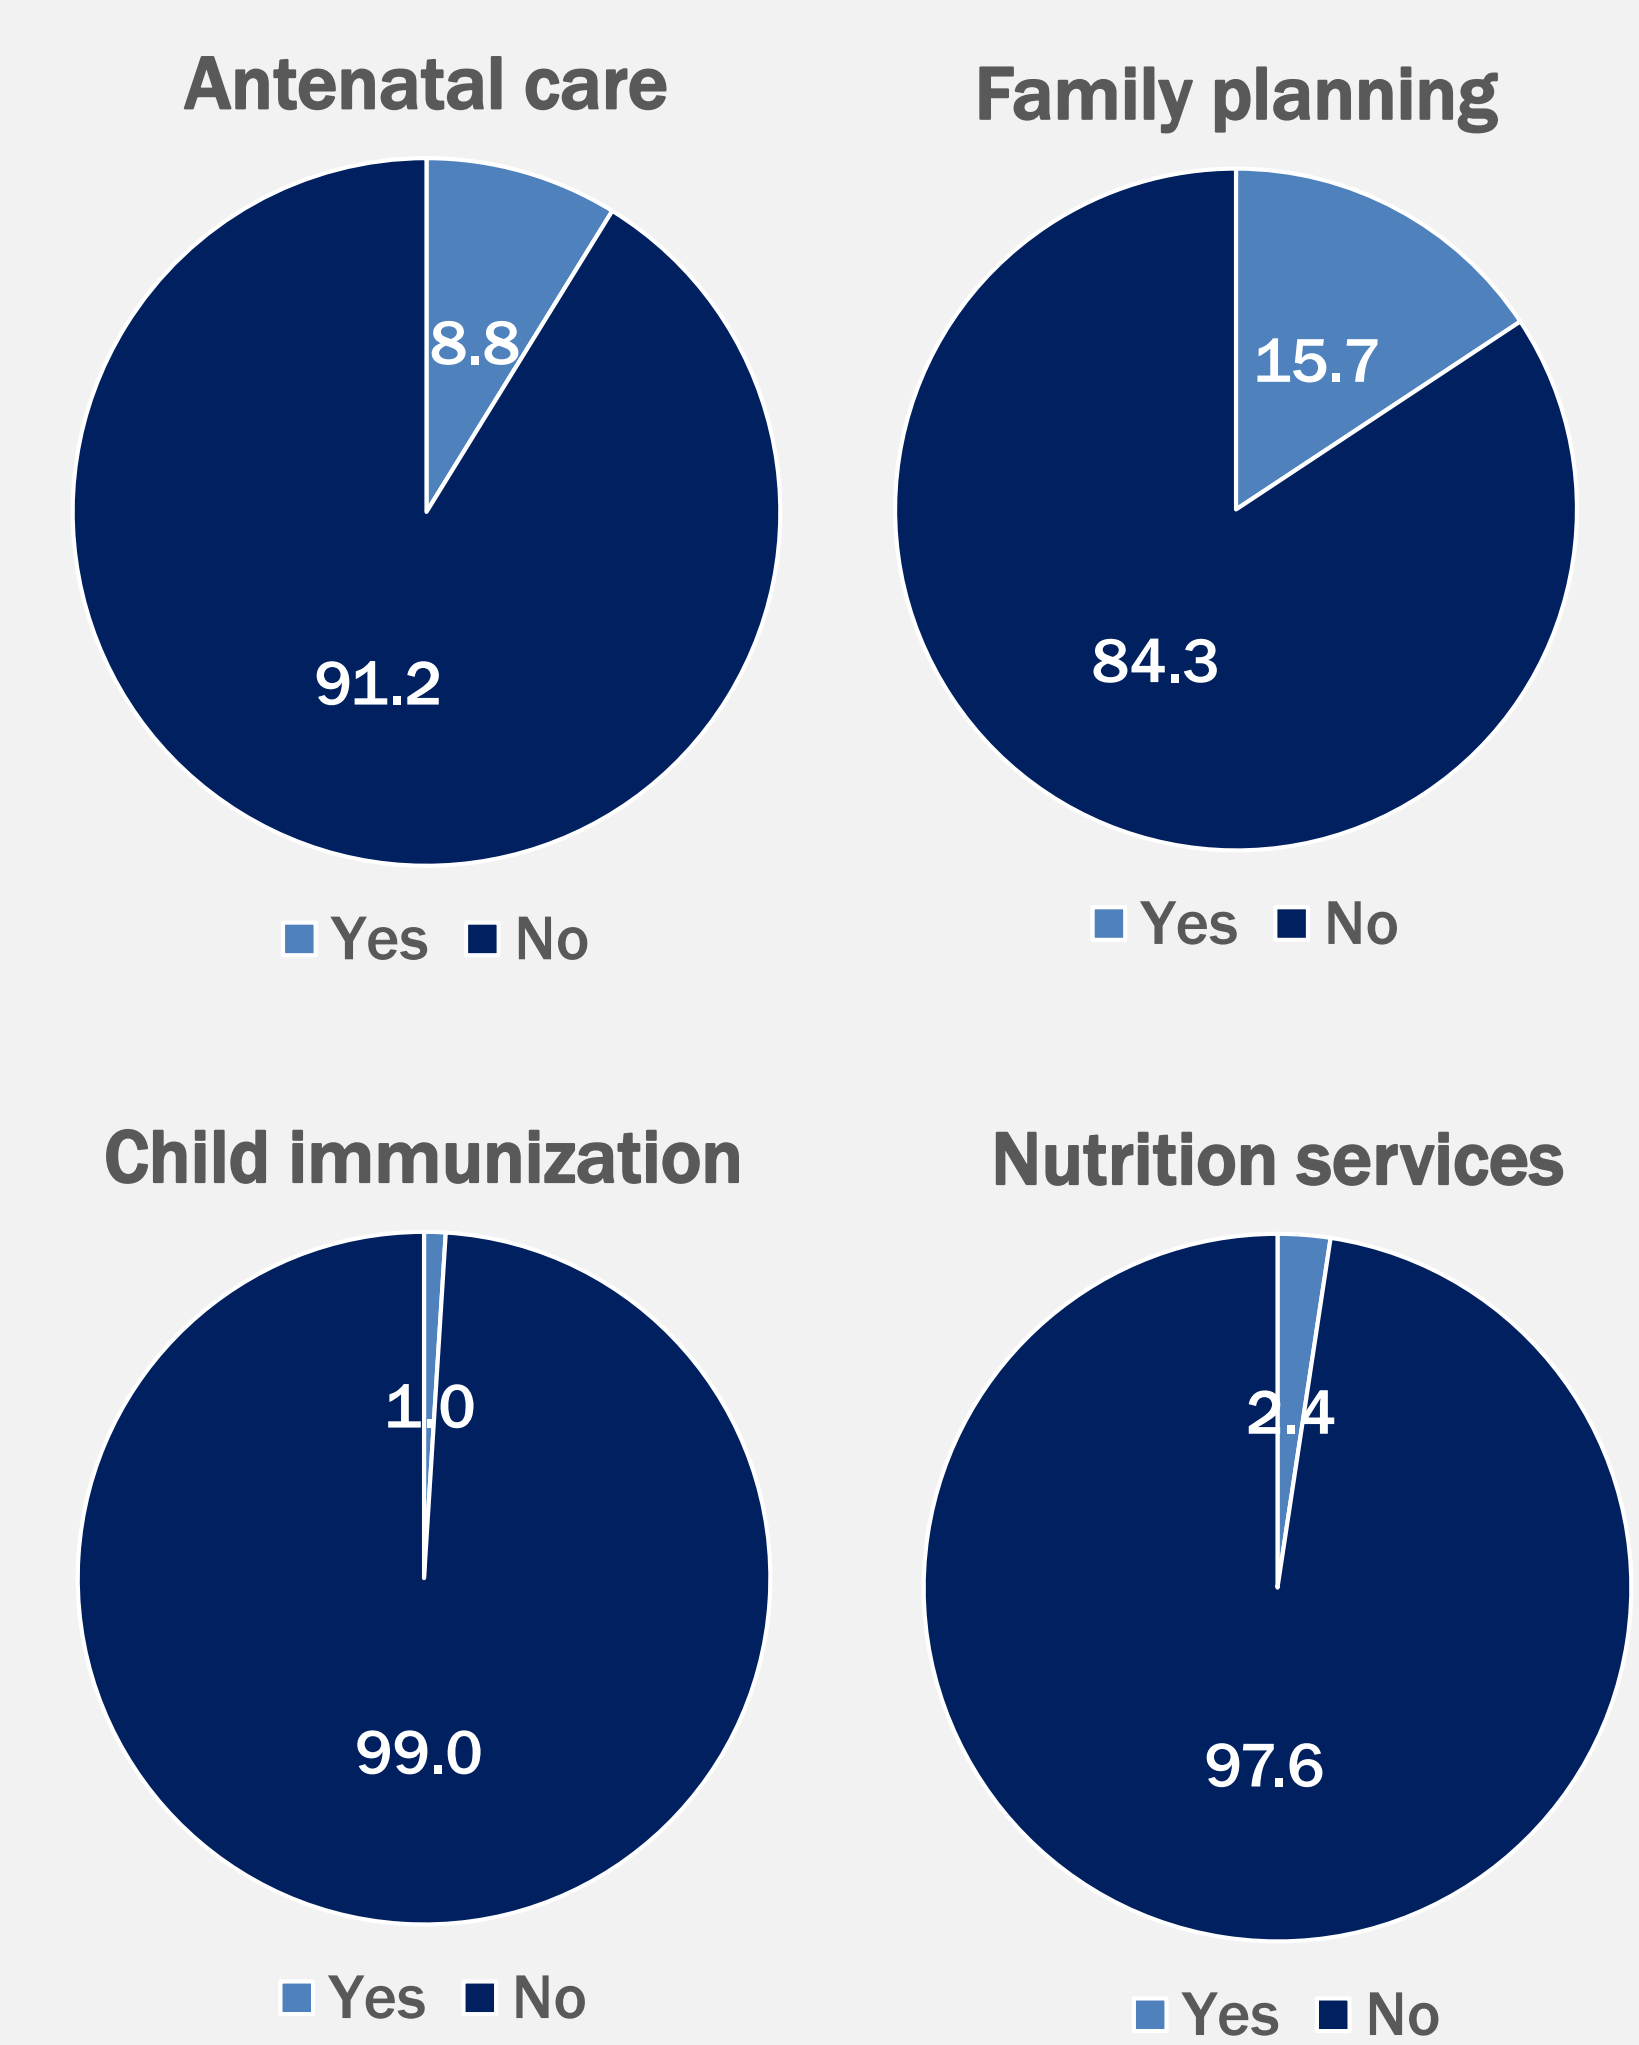 Antenatal care
8.8
91.2
Yes No
Family planning
15.7
84.3
Yes No
Child immunization
1.0
99.0
Yes No
Nutrition services
2.4
97.6
Yes No